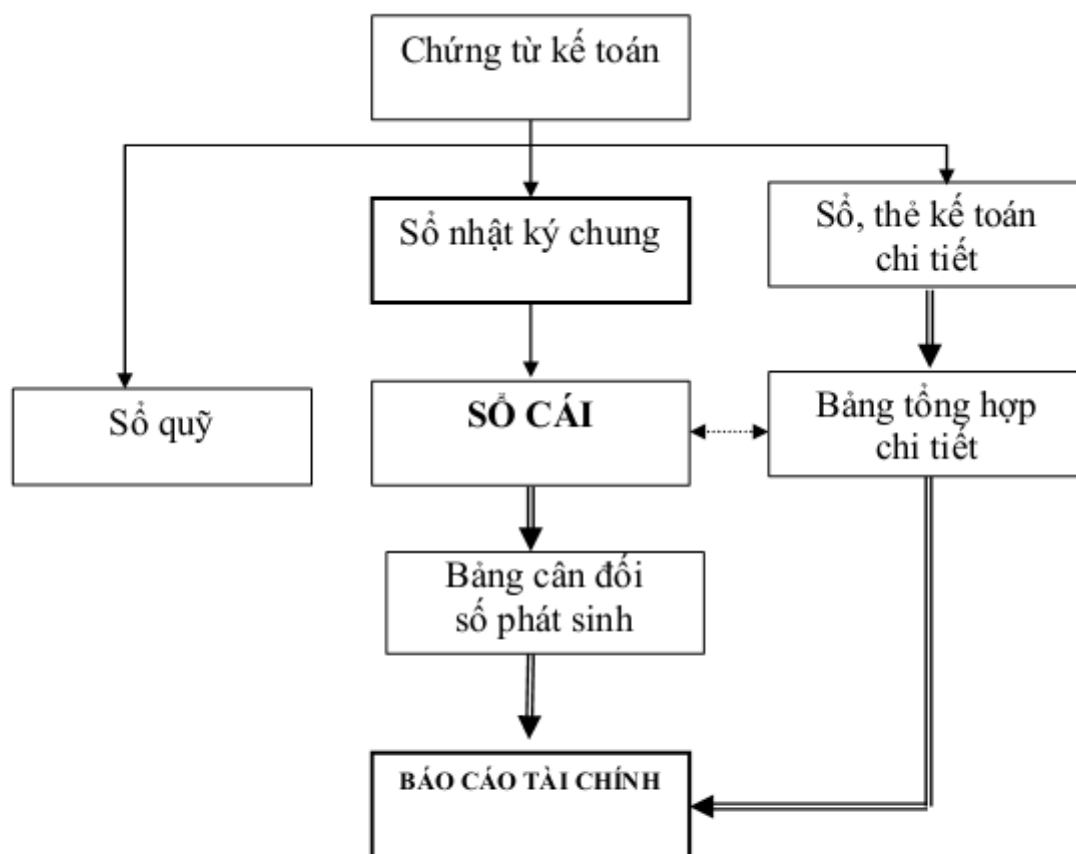 Chứng từ kế toán
Sổ nhật ký chung
Sổ, thẻ kế toán
chi tiết
Sổ quỹ
SỔ CÁI
Bảng tổng hợp
chi tiết
Bảng cân đối
số phát sinh
BÁO CÁO TÀI CHÍNH